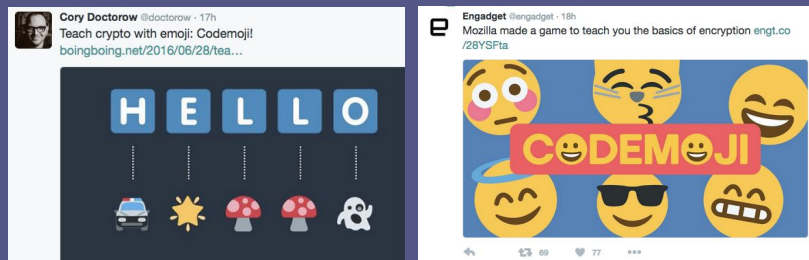 Cory Doctorow @doctorow · 17h
Teach crypto with emoji: Codemoji!
boingboing.net/2016/06/28/tea…
HELLO
Engadget @engadget · 18h
Mozilla made a game to teach you the basics of encryption engt.co
/28YSFta
CODEMOJI
69 77